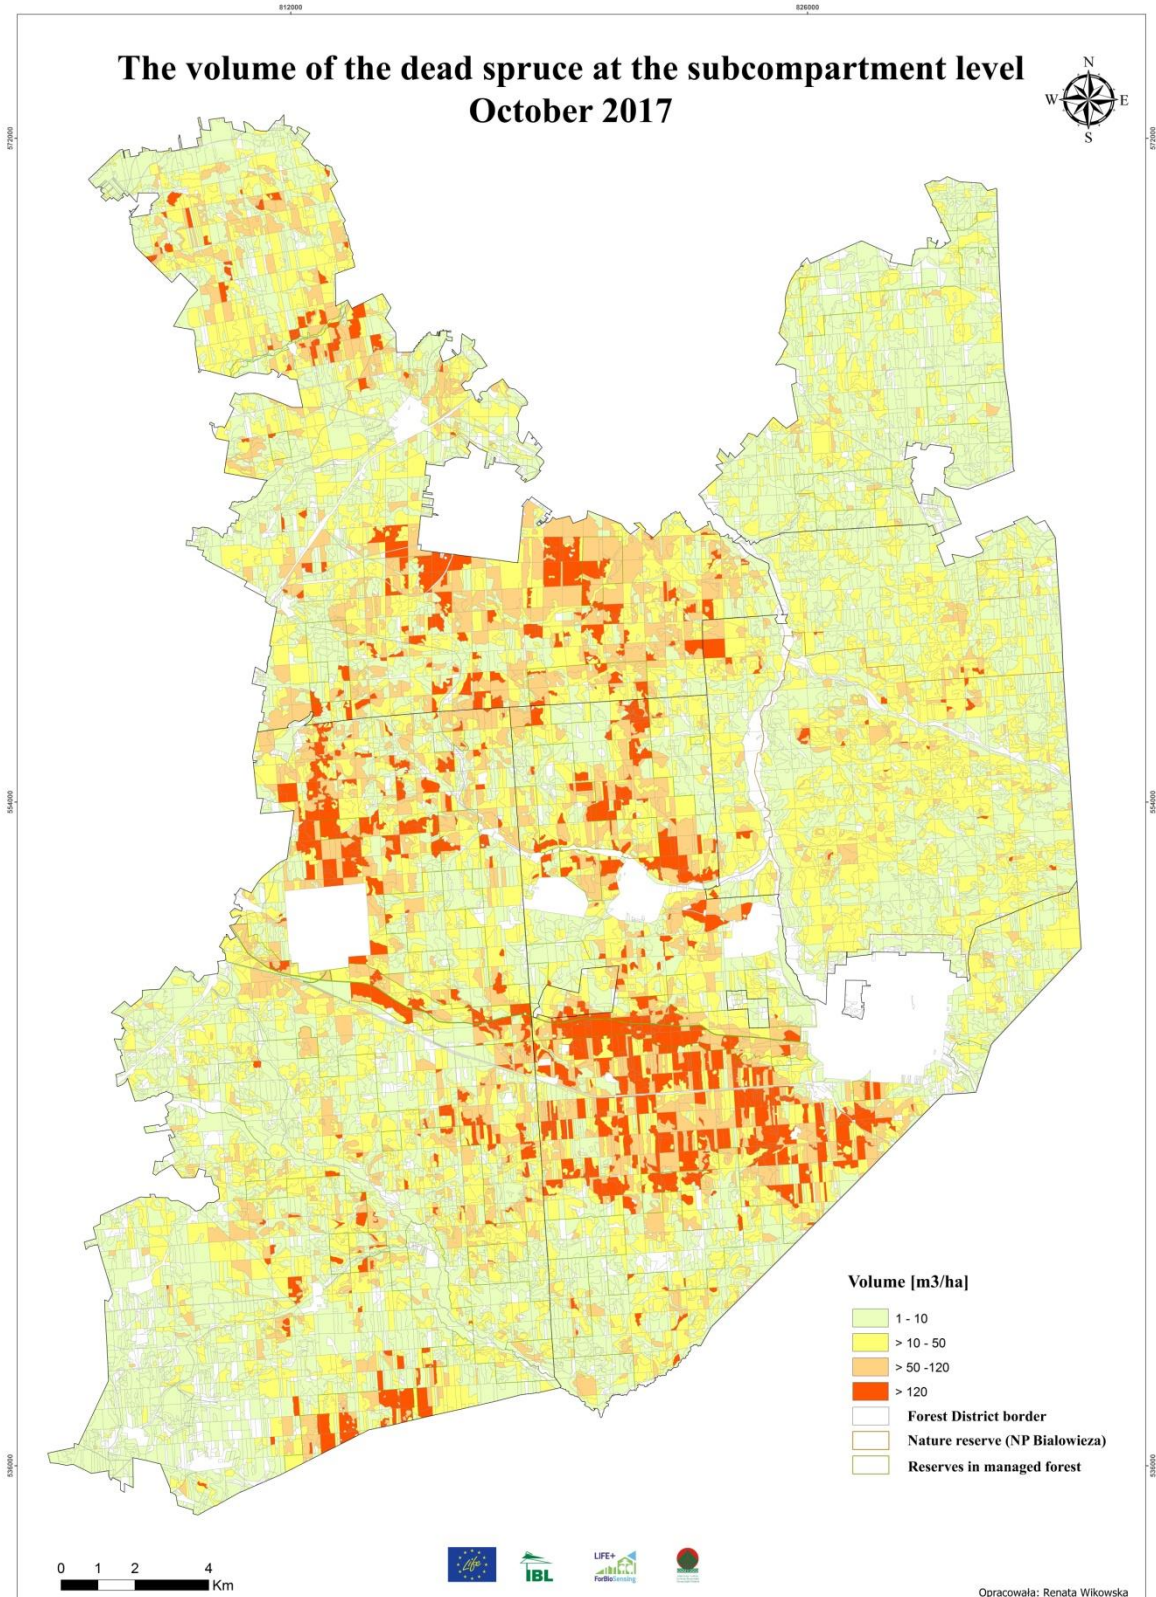 812000
826000
The volume of the dead spruce at the subcompartment level
October 2017
N
W
E
S
572000
572000
554000
554000
536000
536000
Volume [m3/ha]
1 - 10
> 10 - 50
> 50 -120
> 120
Forest District border
Nature reserve (NP Bialowieza)
Reserves in managed forest
0 1 2 4
Km
Life
IBL
LIFE+
ForBioSensing
Opracowała: Renata Wikowska